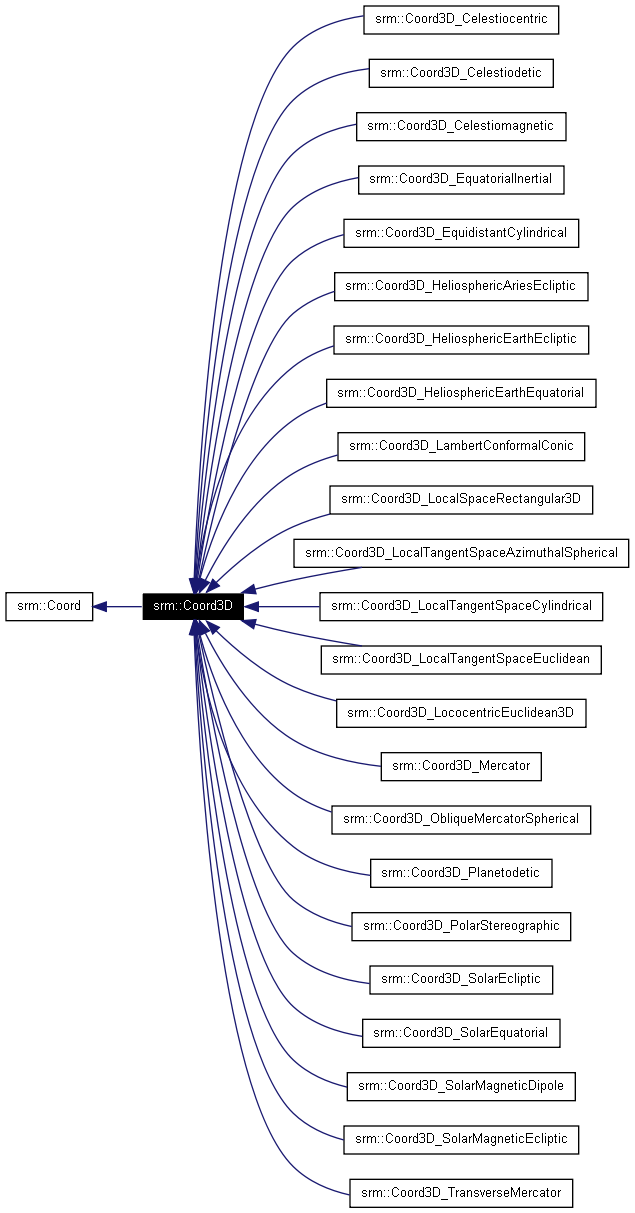 srm::Coord3D_Celestiocentric
srm::Coord3D_Celestiodetic
srm::Coord3D_Celestiomagnetic
srm::Coord3D_EquatorialInertial
srm::Coord3D_EquidistantCylindrical
srm::Coord3D_HeliosphericAriesEcliptic
srm::Coord3D_HeliosphericEarthEcliptic
srm::Coord3D_HeliosphericEarthEquatorial
srm::Coord3D_LambertConformalConic
srm::Coord3D_LocalSpaceRectangular3D
srm::Coord3D_LocalTangentSpaceAzimuthalSpherical
srm::Coord
srm::Coord3D
srm::Coord3D_LocalTangentSpaceCylindrical
srm::Coord3D_LocalTangentSpaceEuclidean
srm::Coord3D_LococentricEuclidean3D
srm::Coord3D_Mercator
srm::Coord3D_ObliqueMercatorSpherical
srm::Coord3D_Planetodetic
srm::Coord3D_PolarStereographic
srm::Coord3D_SolarEcliptic
srm::Coord3D_SolarEquatorial
srm::Coord3D_SolarMagneticDipole
srm::Coord3D_SolarMagneticEcliptic
srm::Coord3D_TransverseMercator